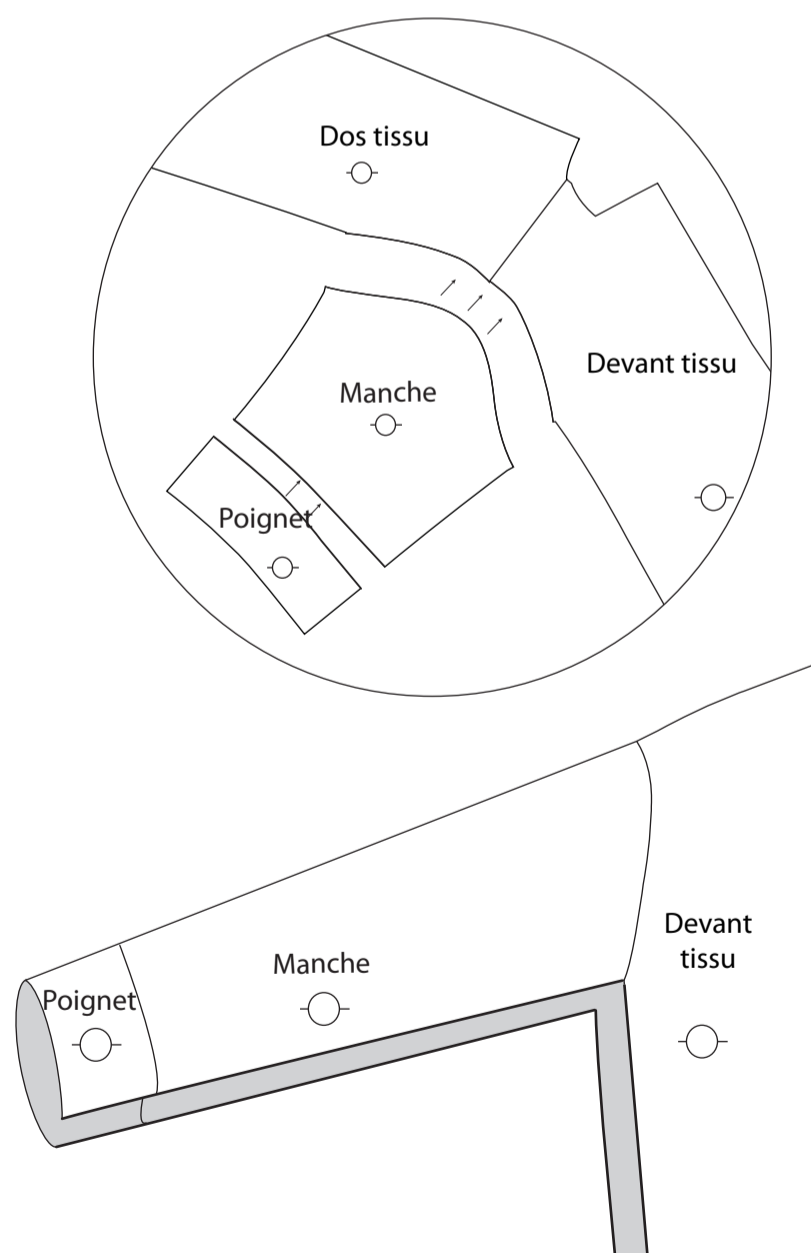 Dos tissu
Devant tissu
Manche
Poignet
Devant
tissu
Manche
Poignet